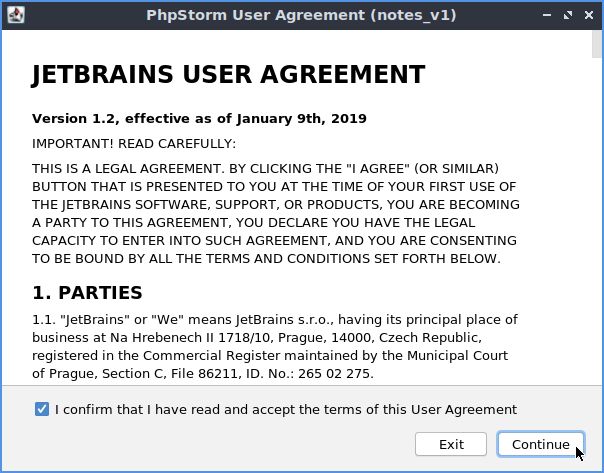 PhpStorm User Agreement (notes_v1)
JETBRAINS USER AGREEMENT
Version 1.2, effective as of January 9th, 2019
IMPORTANT! READ CAREFULLY:
THIS IS A LEGAL AGREEMENT. BY CLICKING THE "I AGREE" (OR SIMILAR)
BUTTON THAT IS PRESENTED TO YOU AT THE TIME OF YOUR FIRST USE OF
THE JETBRAINS SOFTWARE, SUPPORT, OR PRODUCTS, YOU ARE BECOMING
A PARTY TO THIS AGREEMENT, YOU DECLARE YOU HAVE THE LEGAL
CAPACITY TO ENTER INTO SUCH AGREEMENT, AND YOU ARE CONSENTING
TO BE BOUND BY ALL THE TERMS AND CONDITIONS SET FORTH BELOW.
1. PARTIES
1.1. "JetBrains" or "We" means JetBrains s.r.o., having its principal place of
business at Na Hrebenech II 1718/10, Prague, 14000, Czech Republic,
registered in the Commercial Register maintained by the Municipal Court
of Prague, Section C, File 86211, ID. No.: 265 02 275.
I confirm that I have read and accept the terms of this User Agreement
Exit
Continue